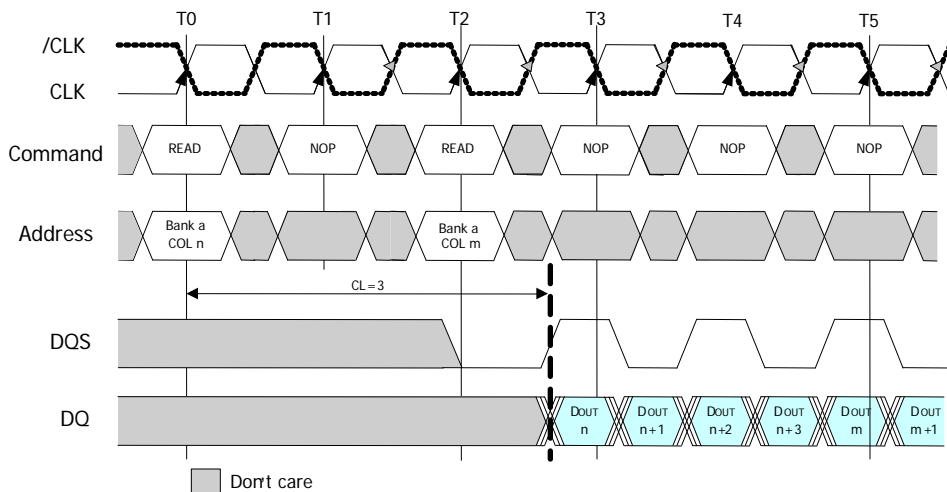 T0 T1 T2 T3 T4 T5
/CLK
CLK
Command READ NOP READ NOP NOP NOP
Address Bank a COL n Bank a COL m
CL=3
DQS
DQ DOUT n DOUT n+1 DOUT n+2 DOUT n+3 DOUT m DOUT m+1
Don't care